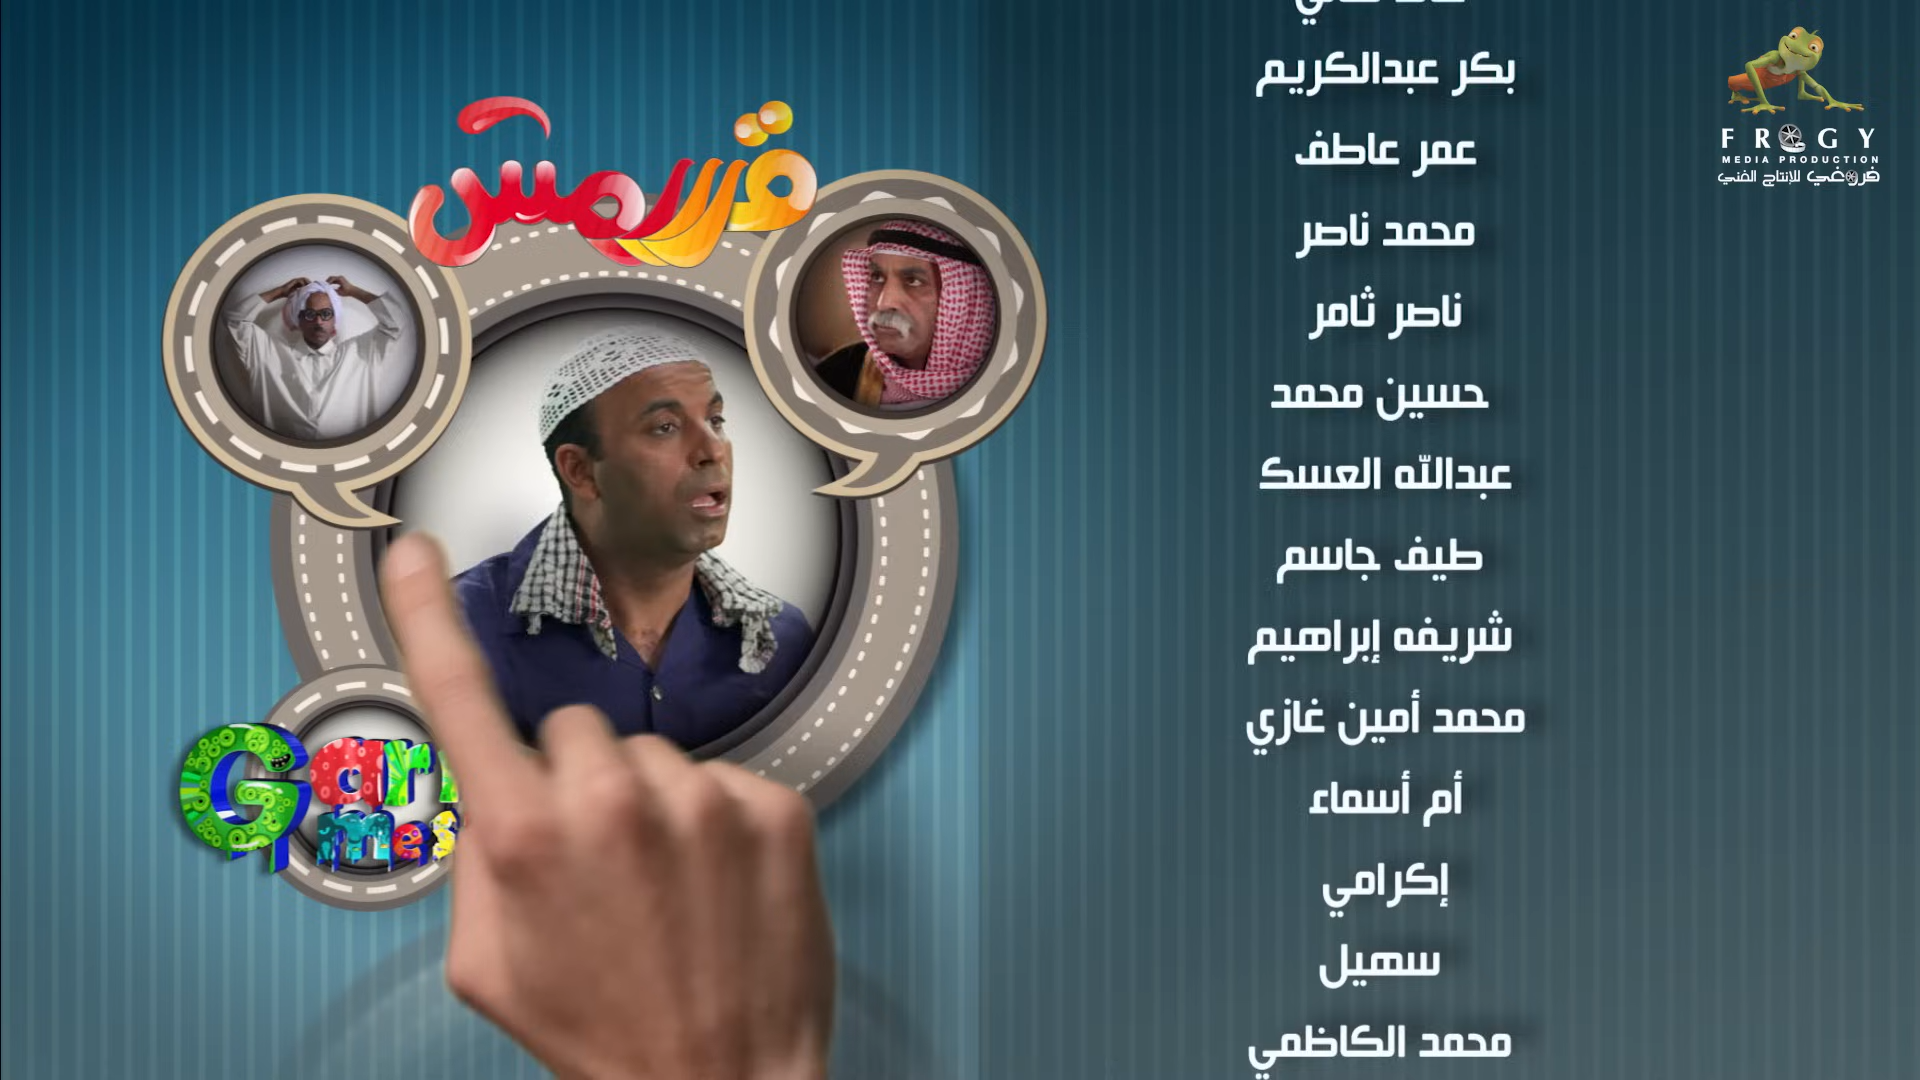 بكر عبدالكريم
عمر عاطف
محمد ناصر
ناصر ثامر
حسين محمد
عبدالله العسك
طيف جاسم
شريفه إبراهيم
محمد أمين غازي
أم أسماء
إكرامي
سهيل
محمد الكاظمي
قرمش
FROGY
MEDIA PRODUCTION
فروغي للإنتاج الفني